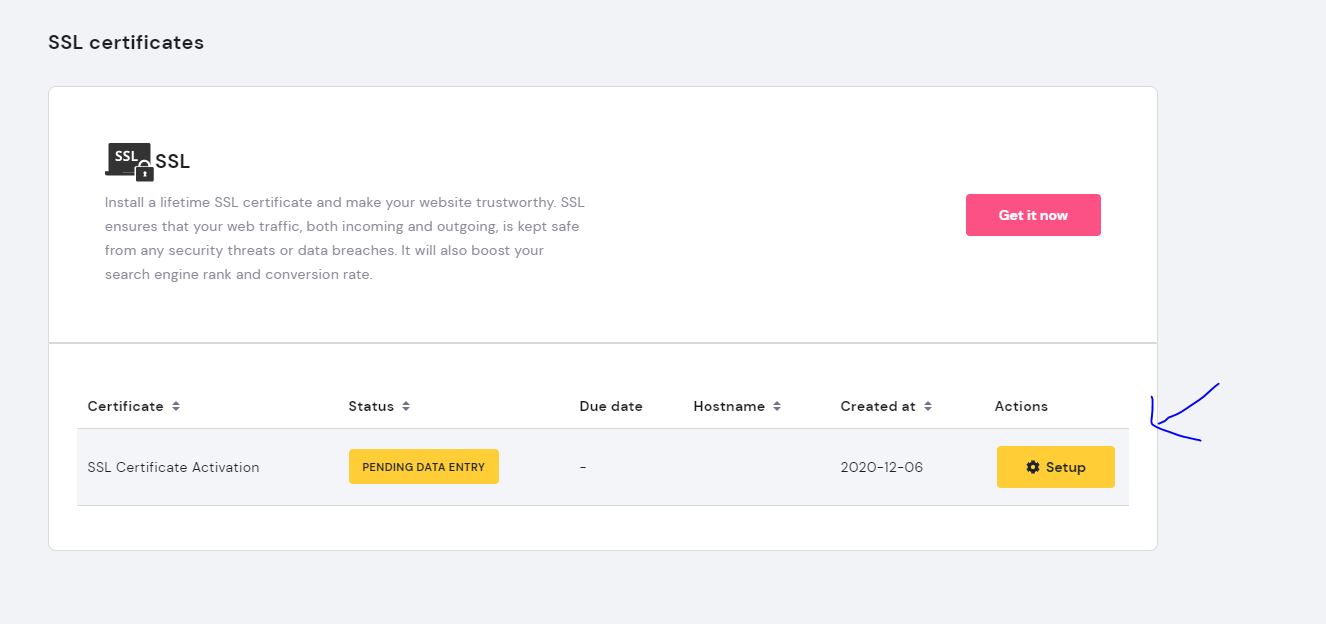 SSL certificates
SSL SSL
Install a lifetime SSL certificate and make your website trustworthy. SSL
ensures that your web traffic, both incoming and outgoing, is kept safe
from any security threats or data breaches. It will also boost your
search engine rank and conversion rate.
Get it now
Certificate Status Due date Hostname Created at Actions
SSL Certificate Activation PENDING DATA ENTRY - 2020-12-06 Setup